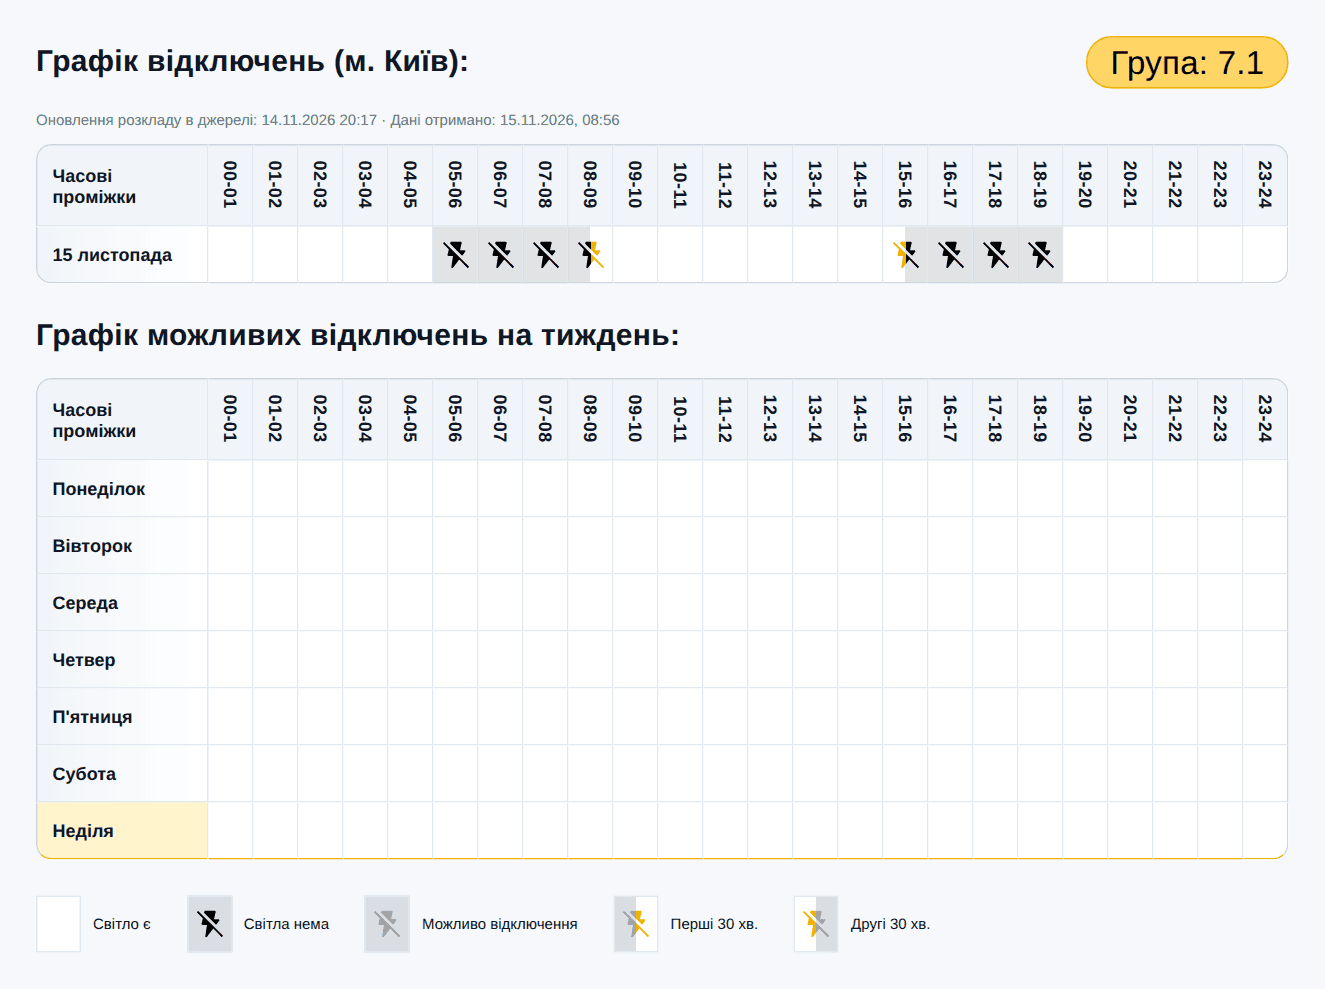 Графік відключень (м. Київ):
Група: 7.1
Оновлення розкладу в джерелі: 14.11.2026 20:17 · Дані отримано: 15.11.2026, 08:56
Часові
проміжки
00-01 01-02 02-03 03-04 04-05 05-06 06-07 07-08 08-09 09-10 10-11 11-12 12-13 13-14 14-15 15-16 16-17 17-18 18-19 19-20 20-21 21-22 22-23 23-24
15 листопада
Графік можливих відключень на тиждень:
Часові
проміжки
00-01 01-02 02-03 03-04 04-05 05-06 06-07 07-08 08-09 09-10 10-11 11-12 12-13 13-14 14-15 15-16 16-17 17-18 18-19 19-20 20-21 21-22 22-23 23-24
Понеділок
Вівторок
Середа
Четвер
П'ятниця
Субота
Неділя
Світло є
Світла нема
Можливо відключення
Перші 30 хв.
Другі 30 хв.